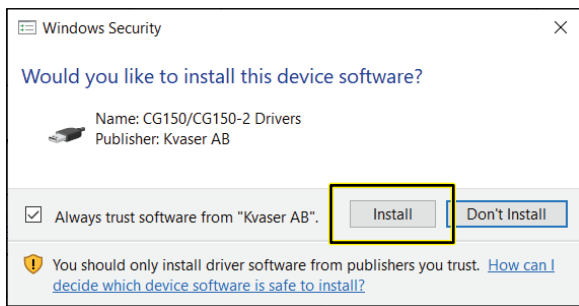 Windows Security
Would you like to install this device software?
Name: CG150/CG150-2 Drivers
Publisher: Kvaser AB
Always trust software from "Kvaser AB".
Install
Don't Install
You should only install driver software from publishers you trust. How can I
decide which device software is safe to install?